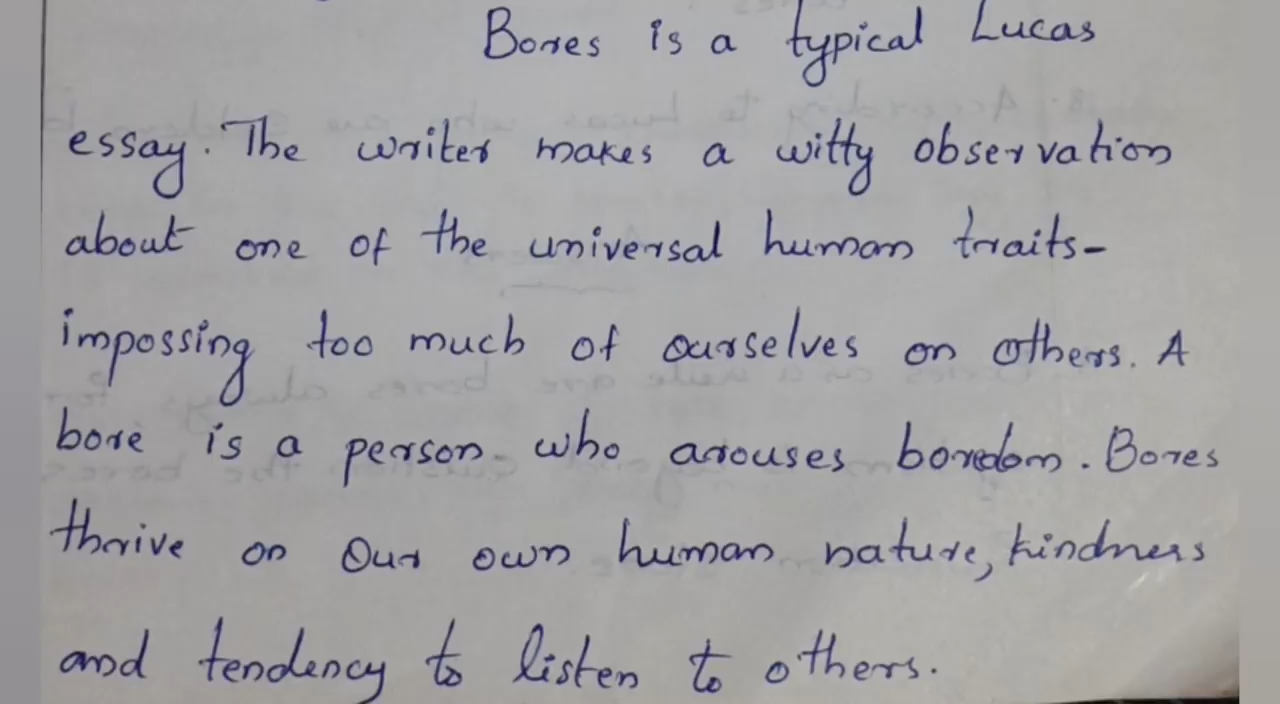 Bores is a typical Lucas
essay. The writer makes a witty observation
about one of the universal human traits-
impossing too much of ourselves on others. A
bore is a person who arouses boredom. Bores
thrive on our own human nature, kindness
and tendency to listen to others.